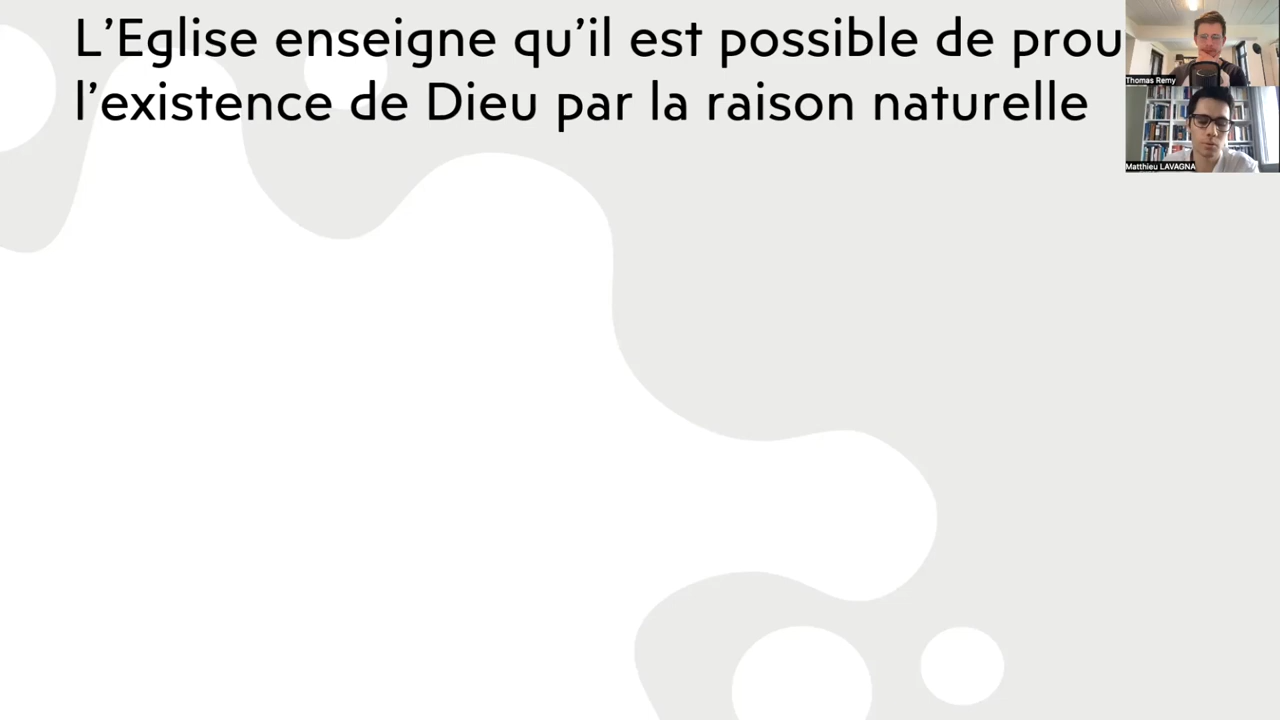 L’Eglise enseigne qu’il est possible de prou
l’existence de Dieu par la raison naturelle
Thomas Remy
Matthieu LAVAGNA